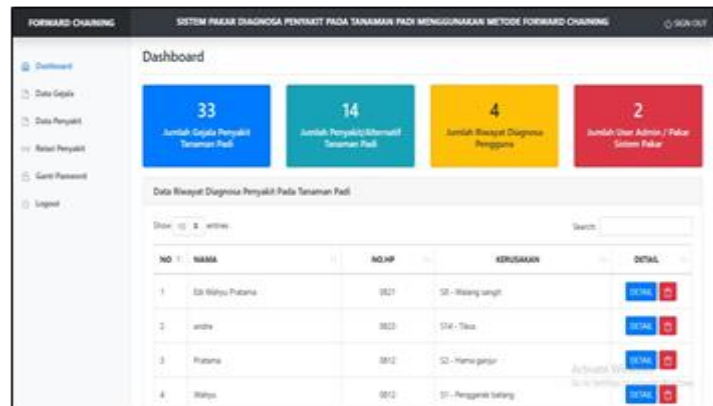 FORWARD CHAINING
SISTEM PAKAR DIAGNOSA PENYAKIT PADA TANAMAN PADI MENGGUNAKAN METODE FORWARD CHAINING
SIGN OUT
Dashboard
Data Gejala
Data Penyakit
Relasi Penyakit
Ganti Password
Logout
Dashboard
33
Jumlah Gejala Penyakit
Tanaman Padi
14
Jumlah Penyakit/Alternatif
Tanaman Padi
4
Jumlah Riwayat Diagnosa
Pengguna
2
Jumlah User Admin / Pakar
Sistem Pakar
Data Riwayat Diagnosa Penyakit Pada Tanaman Padi
Show 10 entries
Search:
NO NAMA NO.HP KERUSAKAN DETAIL
1 Edi Wahyu Pratama 0821 S8 - Walang sangit DETAIL
2 andre 0822 S14 - Tikus DETAIL
3 Pratama 0812 S2 - Hama ganjur DETAIL
4 Wahyu 0812 S1 - Penggerek batang DETAIL